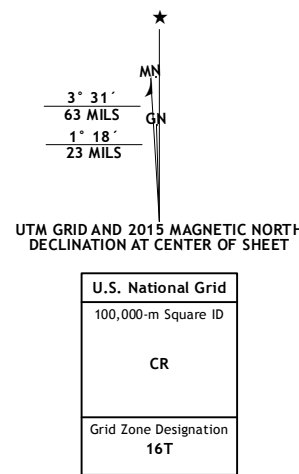 ★
MN
3° 31´
63 MILS
GN
1° 18´
23 MILS
UTM GRID AND 2015 MAGNETIC NORTH
DECLINATION AT CENTER OF SHEET
U.S. National Grid
100,000-m Square ID
CR
Grid Zone Designation
16T